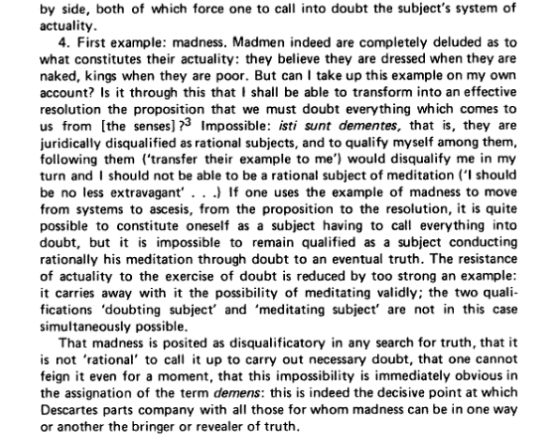 by side, both of which force one to call into doubt the subject's system of
actuality.
4. First example: madness. Madmen indeed are completely deluded as to
what constitutes their actuality: they believe they are dressed when they are
naked, kings when they are poor. But can I take up this example on my own
account? Is it through this that I shall be able to transform into an effective
resolution the proposition that we must doubt everything which comes to
us from [the senses] ?3 Impossible: isti sunt dementes, that is, they are
juridically disqualified as rational subjects, and to qualify myself among them,
following them ('transfer their example to me') would disqualify me in my
turn and I should not be able to be a rational subject of meditation ('I should
be no less extravagant' . . .) If one uses the example of madness to move
from systems to ascesis, from the proposition to the resolution, it is quite
possible to constitute oneself as a subject having to call everything into
doubt, but it is impossible to remain qualified as a subject conducting
rationally his meditation through doubt to an eventual truth. The resistance
of actuality to the exercise of doubt is reduced by too strong an example:
it carries away with it the possibility of meditating validly; the two quali-
fications 'doubting subject' and 'meditating subject' are not in this case
simultaneously possible.
That madness is posited as disqualificatory in any search for truth, that it
is not 'rational' to call it up to carry out necessary doubt, that one cannot
feign it even for a moment, that this impossibility is immediately obvious in
the assignation of the term demens: this is indeed the decisive point at which
Descartes parts company with all those for whom madness can be in one way
or another the bringer or revealer of truth.